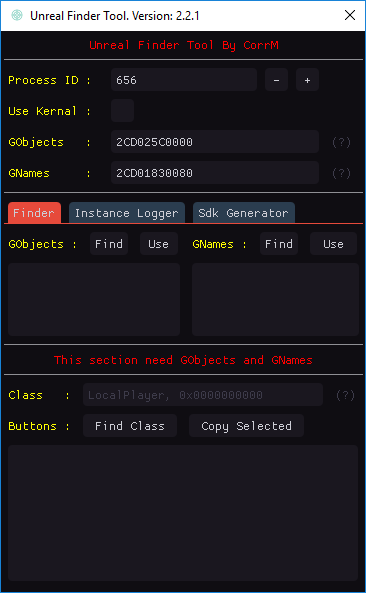 Unreal Finder Tool. Version: 2.2.1
Unreal Finder Tool By CorrM
Process ID : 656 - +
Use Kernal :
GObjects : 2CD025C0000 (?)
GNames : 2CD01830080 (?)
Finder Instance Logger Sdk Generator
GObjects : Find Use GNames : Find Use
This section need GObjects and GNames
Class : LocalPlayer, 0x0000000000 (?)
Buttons : Find Class Copy Selected